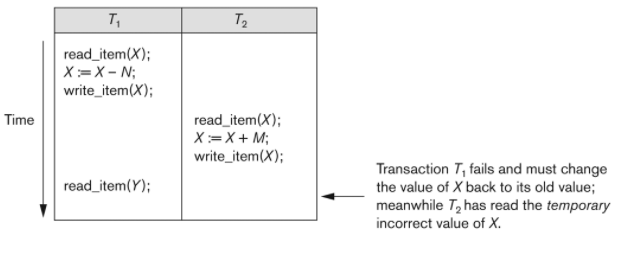 T₁ T₂
read_item(X);
X := X – N;
write_item(X);
Time
read_item(X);
X := X + M;
write_item(X);
read_item(Y);
Transaction T₁ fails and must change
the value of X back to its old value;
meanwhile T₂ has read the temporary
incorrect value of X.